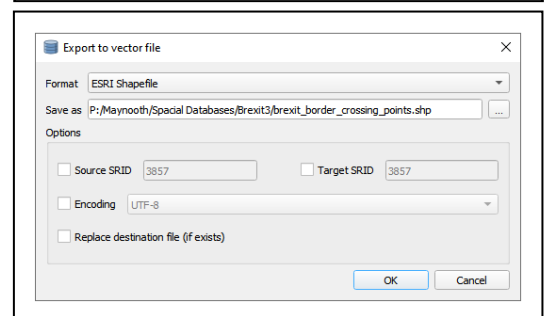 Export to vector file
Format ESRI Shapefile
Save as P:/Maynooth/Spacial Databases/Brexit3/brexit_border_crossing_points.shp ...
Options
Source SRID 3857 Target SRID 3857
Encoding UTF-8
Replace destination file (if exists)
OK Cancel